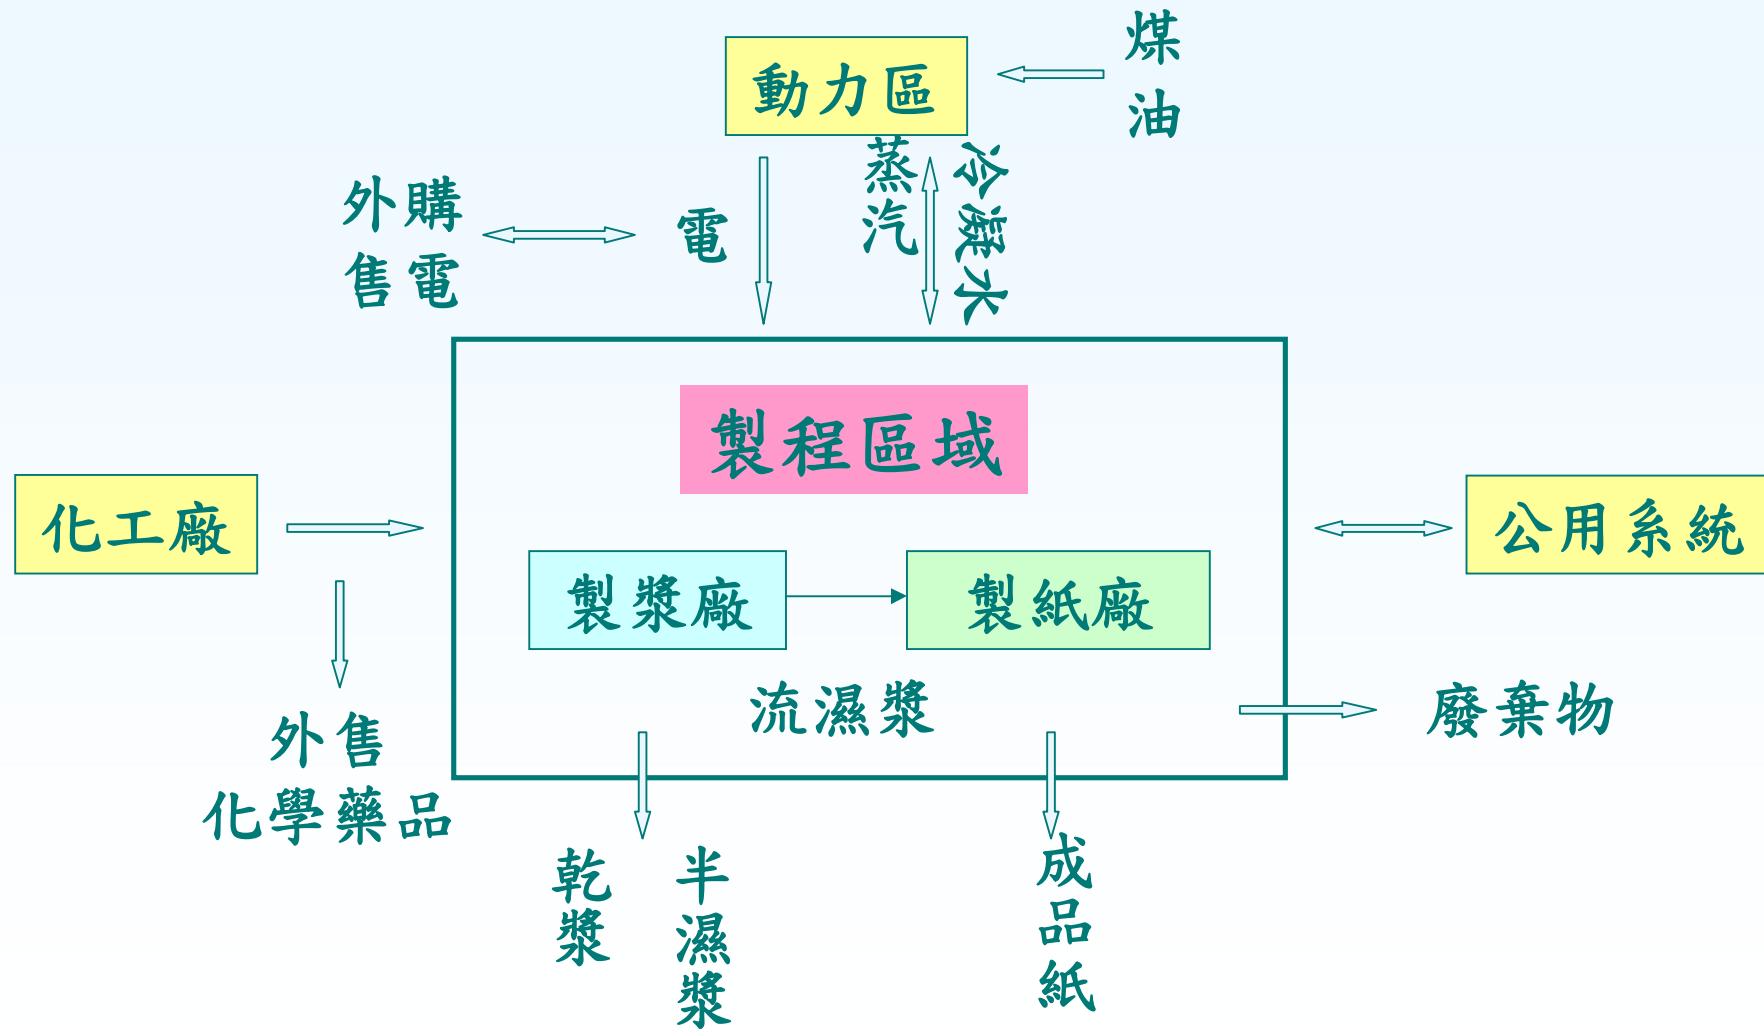 煤
油
動力區
蒸汽
冷凝水
外購
售電
電
製程區域
化工廠
公用系統
製漿廠
製紙廠
流濕漿
廢棄物
外售
化學藥品
乾漿
半濕漿
成品紙